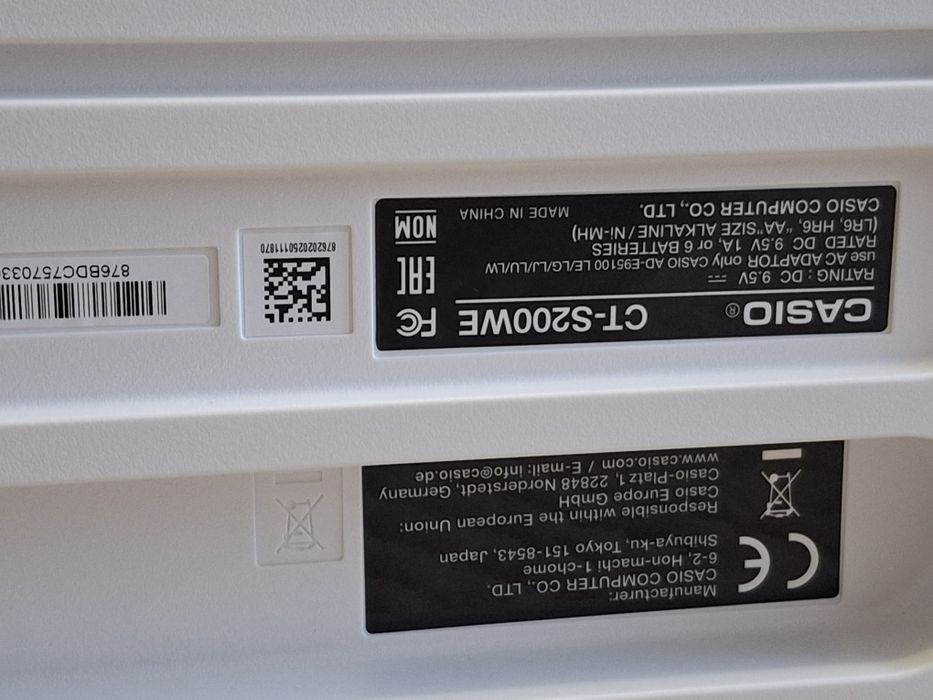 CASIO® CT-S200WE
RATING : DC 9.5V ⎓
use AC ADAPTOR only CASIO AD-E95100 LE/LG/LJ/LU/LW
RATED DC 9.5V, 1A, or 6 BATTERIES
(LR6, HR6, "AA"SIZE"ALKALINE / Ni-MH)
CASIO COMPUTER CO., LTD. MADE IN CHINA
FC
EAC
NOM
8762020250111870
CE
Manufacturer:
CASIO COMPUTER CO., LTD.
6-2, Hon-machi 1-chome
Shibuya-ku, Tokyo 151-8543, Japan
Responsible within the European Union:
Casio Europe GmbH
Casio-Platz 1, 22848 Norderstedt, Germany
www.casio.com / E-mail: info@casio.de